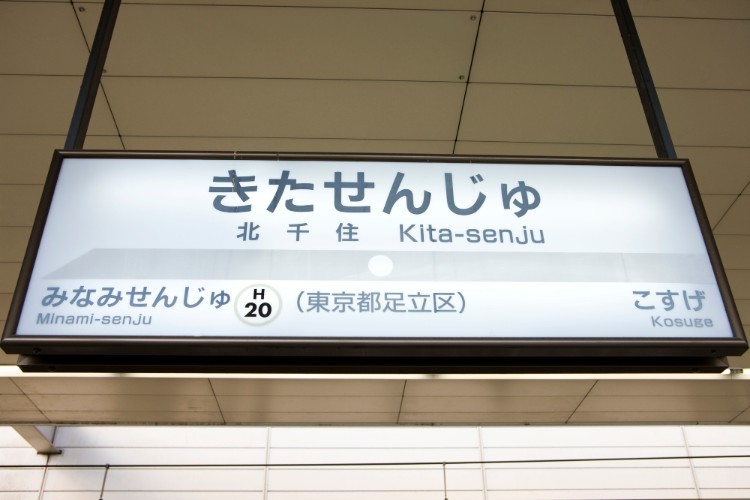 きたせんじゅ
北千住 Kita-senju
みなみせんじゅ H 20 (東京都足立区) こすげ
Minami-senju Kosuge